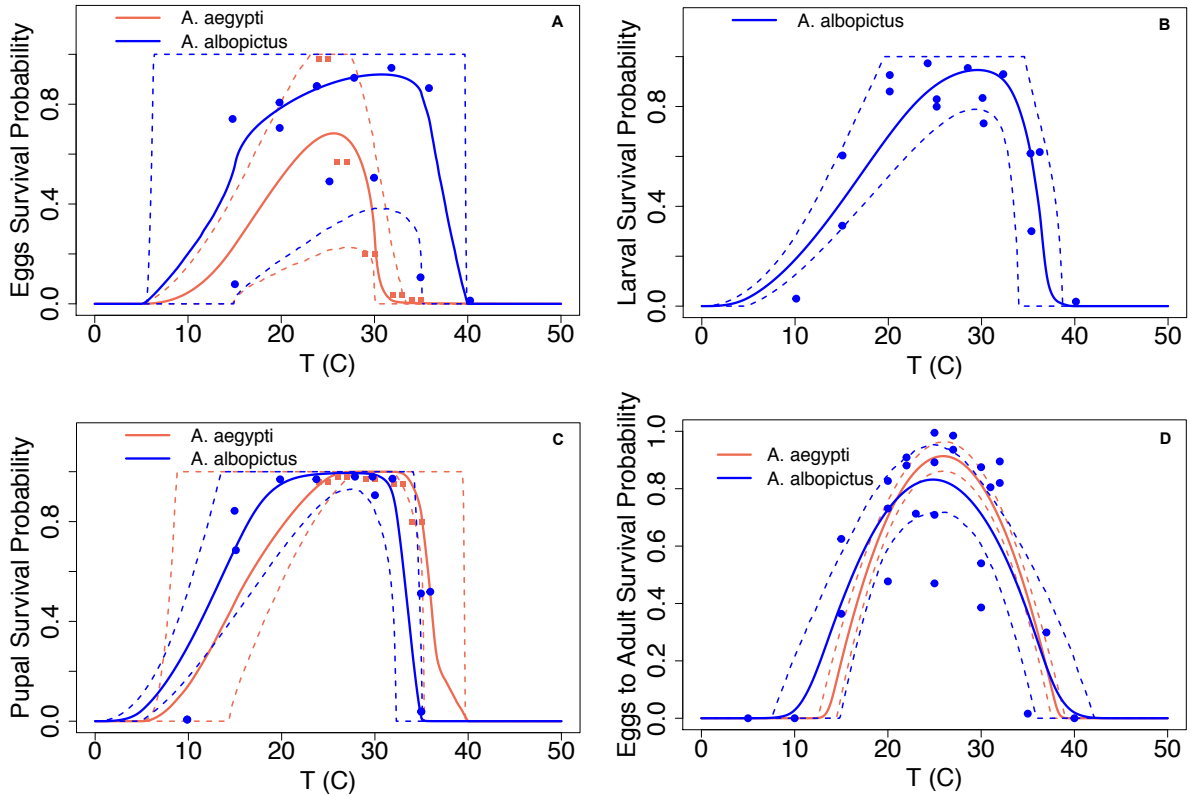 A. aegypti
A. albopictus
A
Eggs Survival Probability
0.0 0.4 0.8
0 10 20 30 40 50
T (C)
A. albopictus
B
Larval Survival Probability
0.0 0.4 0.8
0 10 20 30 40 50
T (C)
A. aegypti
A. albopictus
C
Pupal Survival Probability
0.0 0.4 0.8
0 10 20 30 40 50
T (C)
A. aegypti
A. albopictus
D
Eggs to Adult Survival Probability
0.0 0.2 0.4 0.6 0.8 1.0
0 10 20 30 40 50
T (C)